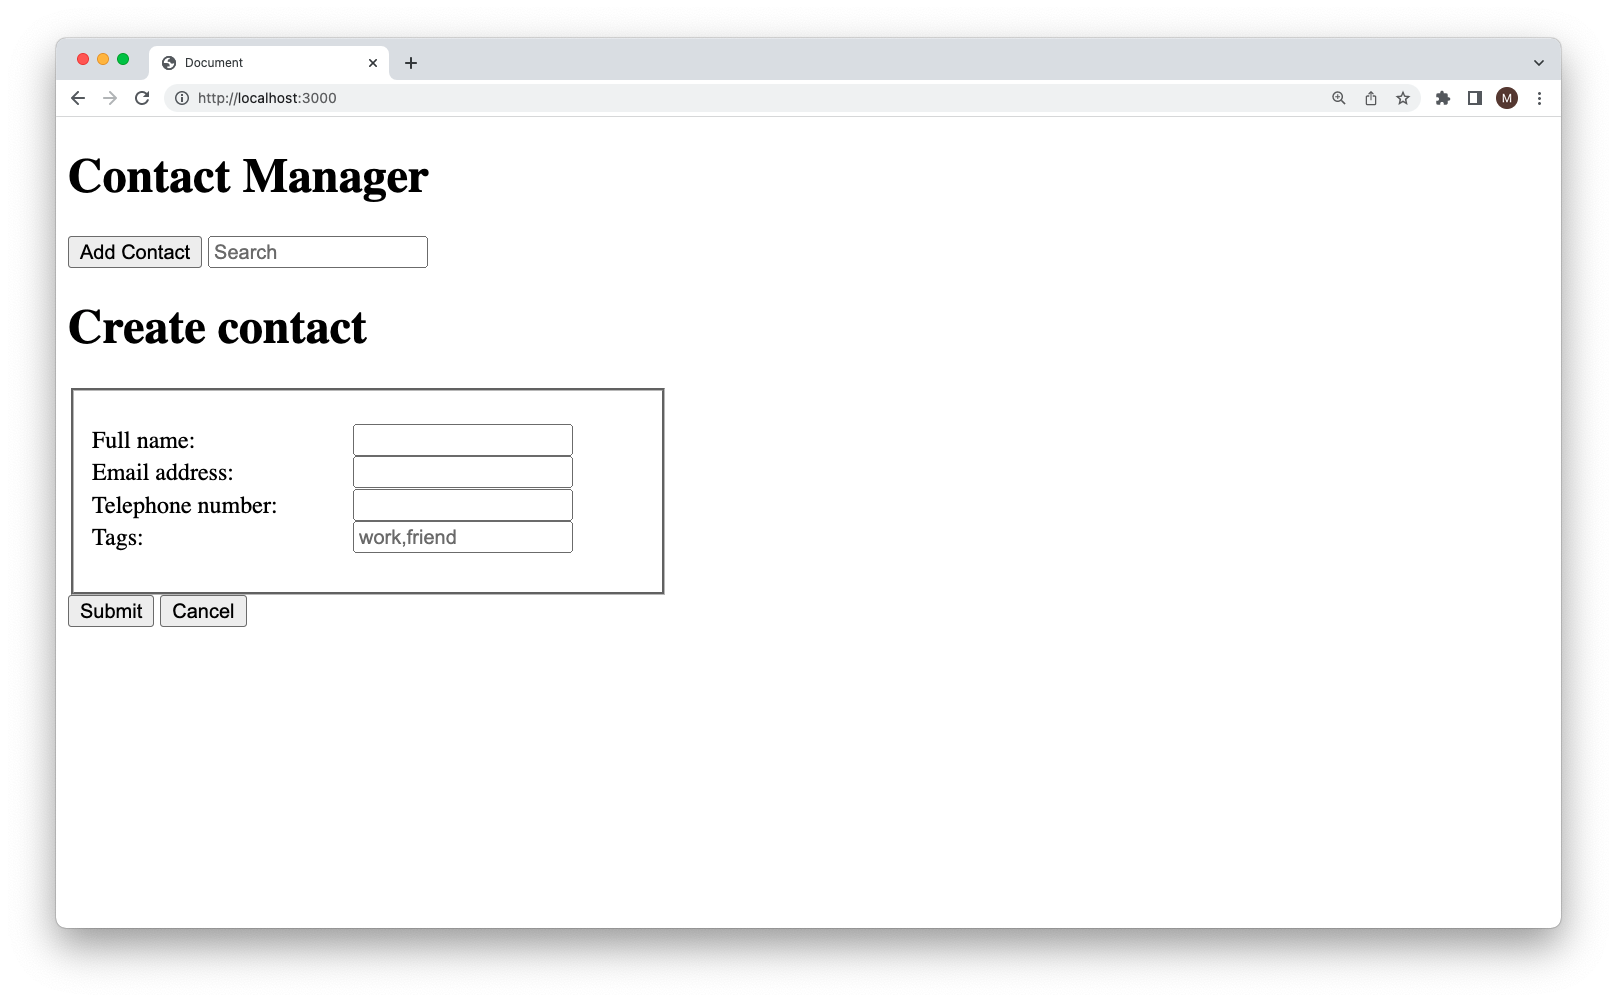 Document
http://localhost:3000
M
Contact Manager
Add Contact Search
Create contact
Full name:
Email address:
Telephone number:
Tags: work,friend
Submit Cancel